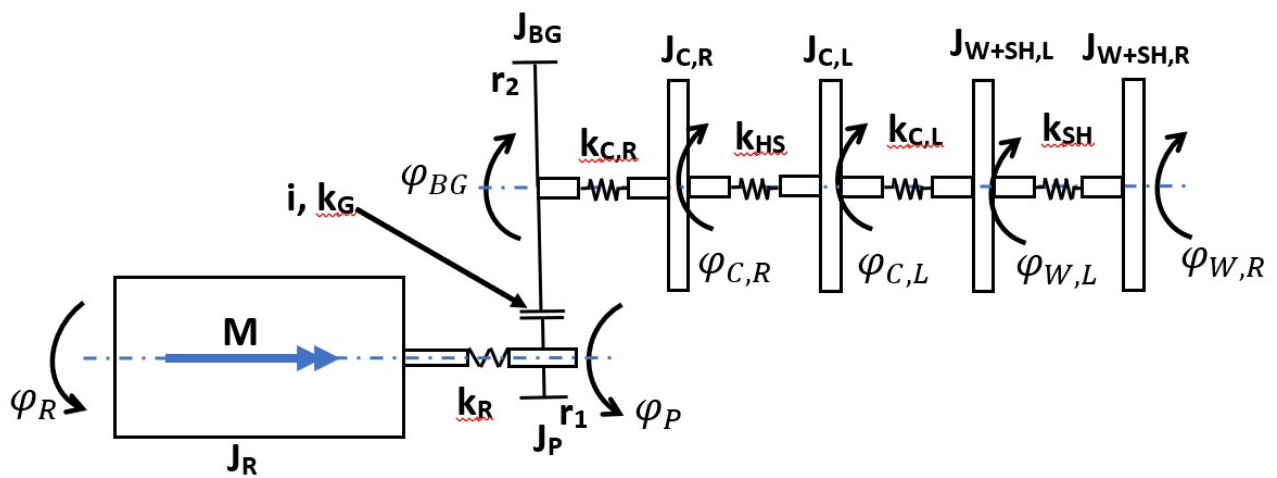 J_BG
r_2
J_C,R
J_C,L
J_W+SH,L
J_W+SH,R
k_C,R
k_HS
k_C,L
k_SH
φ_BG
i, k_G
φ_C,R
φ_C,L
φ_W,L
φ_W,R
M
φ_R
k_R
r_1
φ_P
J_P
J_R